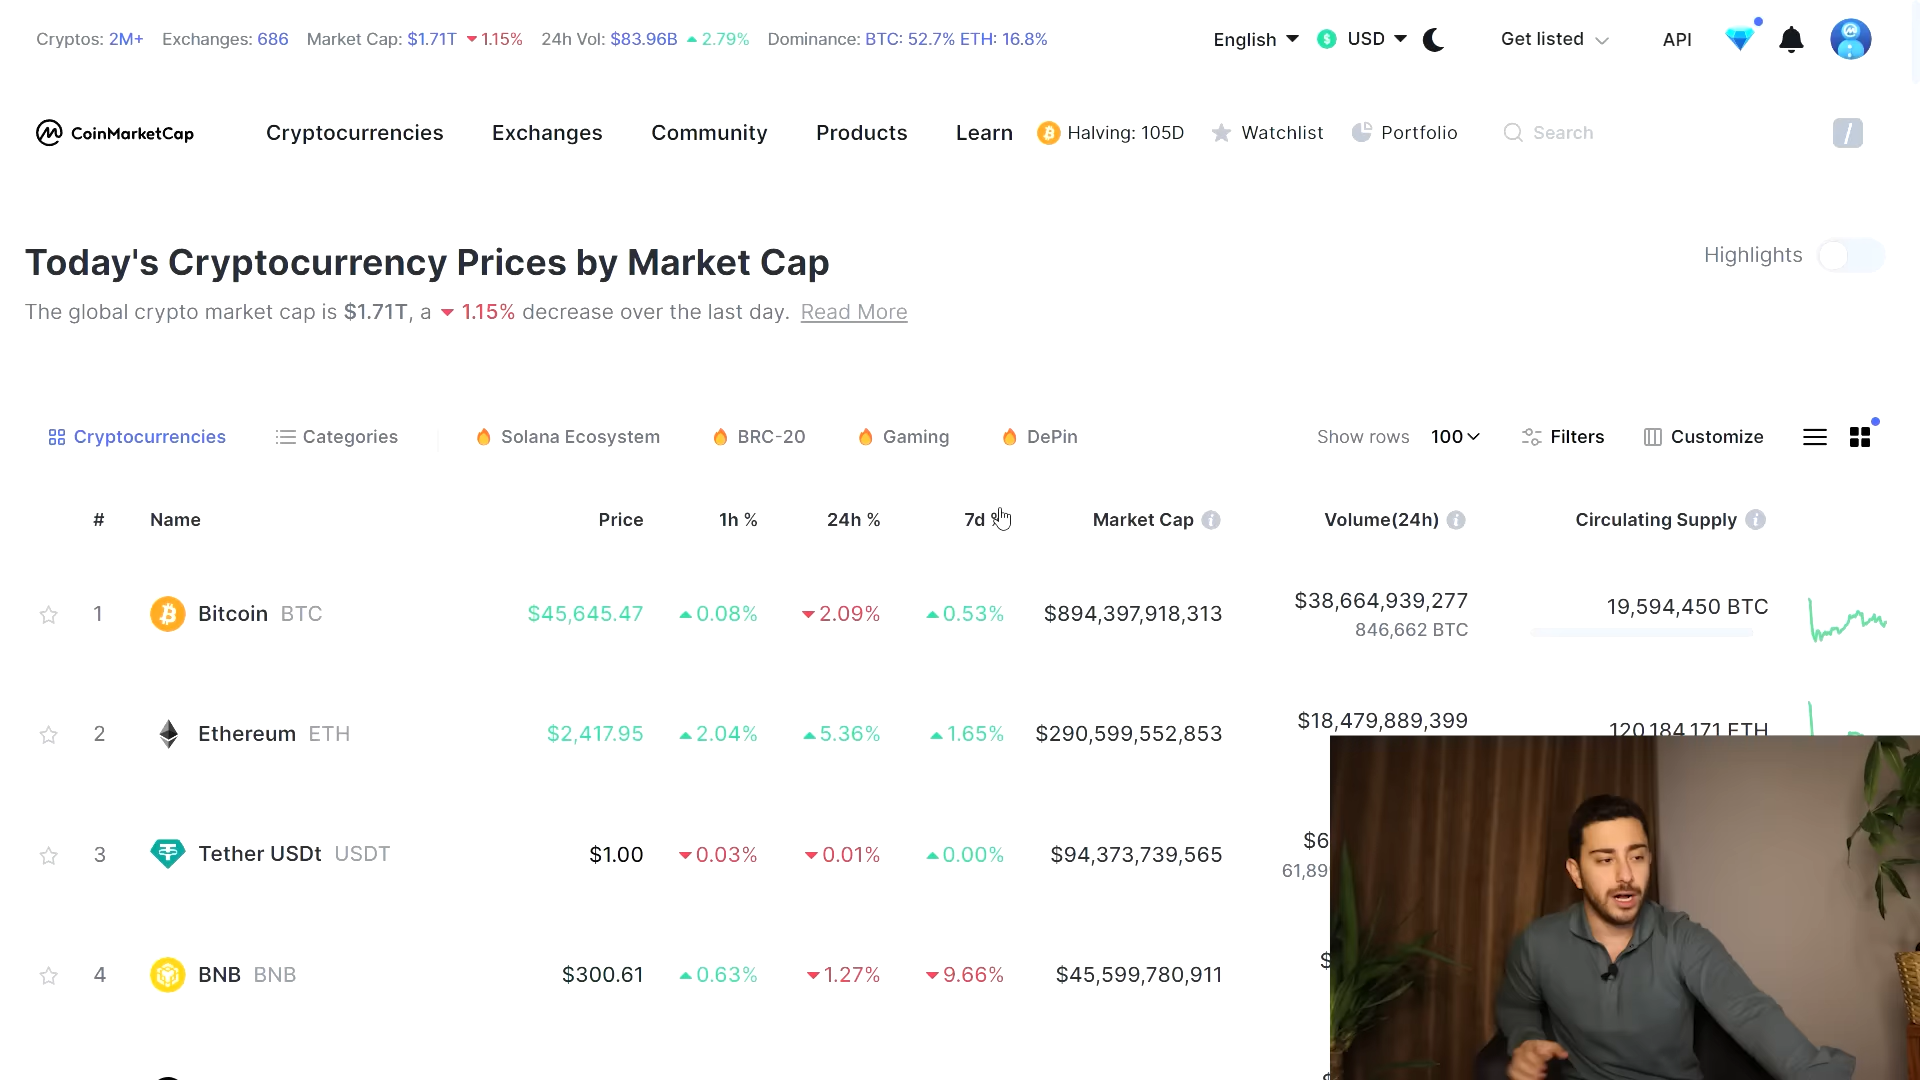 Cryptos: 2M+ Exchanges: 686 Market Cap: $1.71T 1.15% 24h Vol: $83.96B 2.79% Dominance: BTC: 52.7% ETH: 16.8% English USD Get listed API
CoinMarketCap Cryptocurrencies Exchanges Community Products Learn Halving: 105D Watchlist Portfolio Search /
Today's Cryptocurrency Prices by Market Cap Highlights
The global crypto market cap is $1.71T, a 1.15% decrease over the last day. Read More
Cryptocurrencies Categories Solana Ecosystem BRC-20 Gaming DePin Show rows 100 Filters Customize
# Name Price 1h % 24h % 7d Market Cap Volume(24h) Circulating Supply
1 Bitcoin BTC $45,645.47 0.08% 2.09% 0.53% $894,397,918,313 $38,664,939,277 19,594,450 BTC
846,662 BTC
2 Ethereum ETH $2,417.95 2.04% 5.36% 1.65% $290,599,552,853 $18,479,889,399 120,184,171 ETH
3 Tether USDt USDT $1.00 0.03% 0.01% 0.00% $94,373,739,565 $6
61,89
4 BNB BNB $300.61 0.63% 1.27% 9.66% $45,599,780,911 $